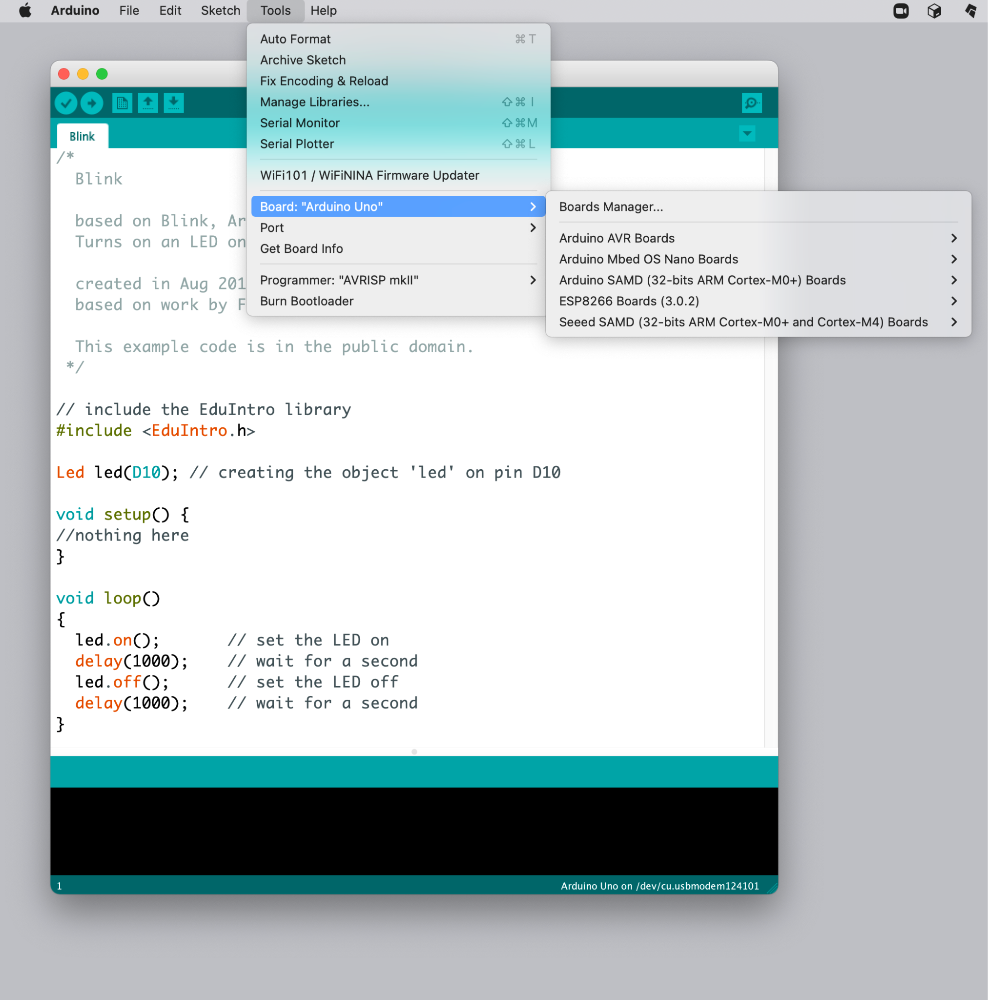 Arduino File Edit Sketch Tools Help
Auto Format ⌘ T
Archive Sketch
Fix Encoding & Reload
Manage Libraries... ⇧⌘ I
Serial Monitor ⇧⌘M
Serial Plotter ⇧⌘ L
WiFi101 / WiFiNINA Firmware Updater
Board: "Arduino Uno"
Port
Get Board Info
Programmer: "AVRISP mkII"
Burn Bootloader
Boards Manager...
Arduino AVR Boards
Arduino Mbed OS Nano Boards
Arduino SAMD (32-bits ARM Cortex-M0+) Boards
ESP8266 Boards (3.0.2)
Seeed SAMD (32-bits ARM Cortex-M0+ and Cortex-M4) Boards
Blink
/*
Blink
based on Blink, Ar
Turns on an LED on
created in Aug 201
based on work by F
This example code is in the public domain.
*/
// include the EduIntro library
#include <EduIntro.h>
Led led(D10); // creating the object 'led' on pin D10
void setup() {
//nothing here
}
void loop()
{
led.on(); // set the LED on
delay(1000); // wait for a second
led.off(); // set the LED off
delay(1000); // wait for a second
}
1 Arduino Uno on /dev/cu.usbmodem124101